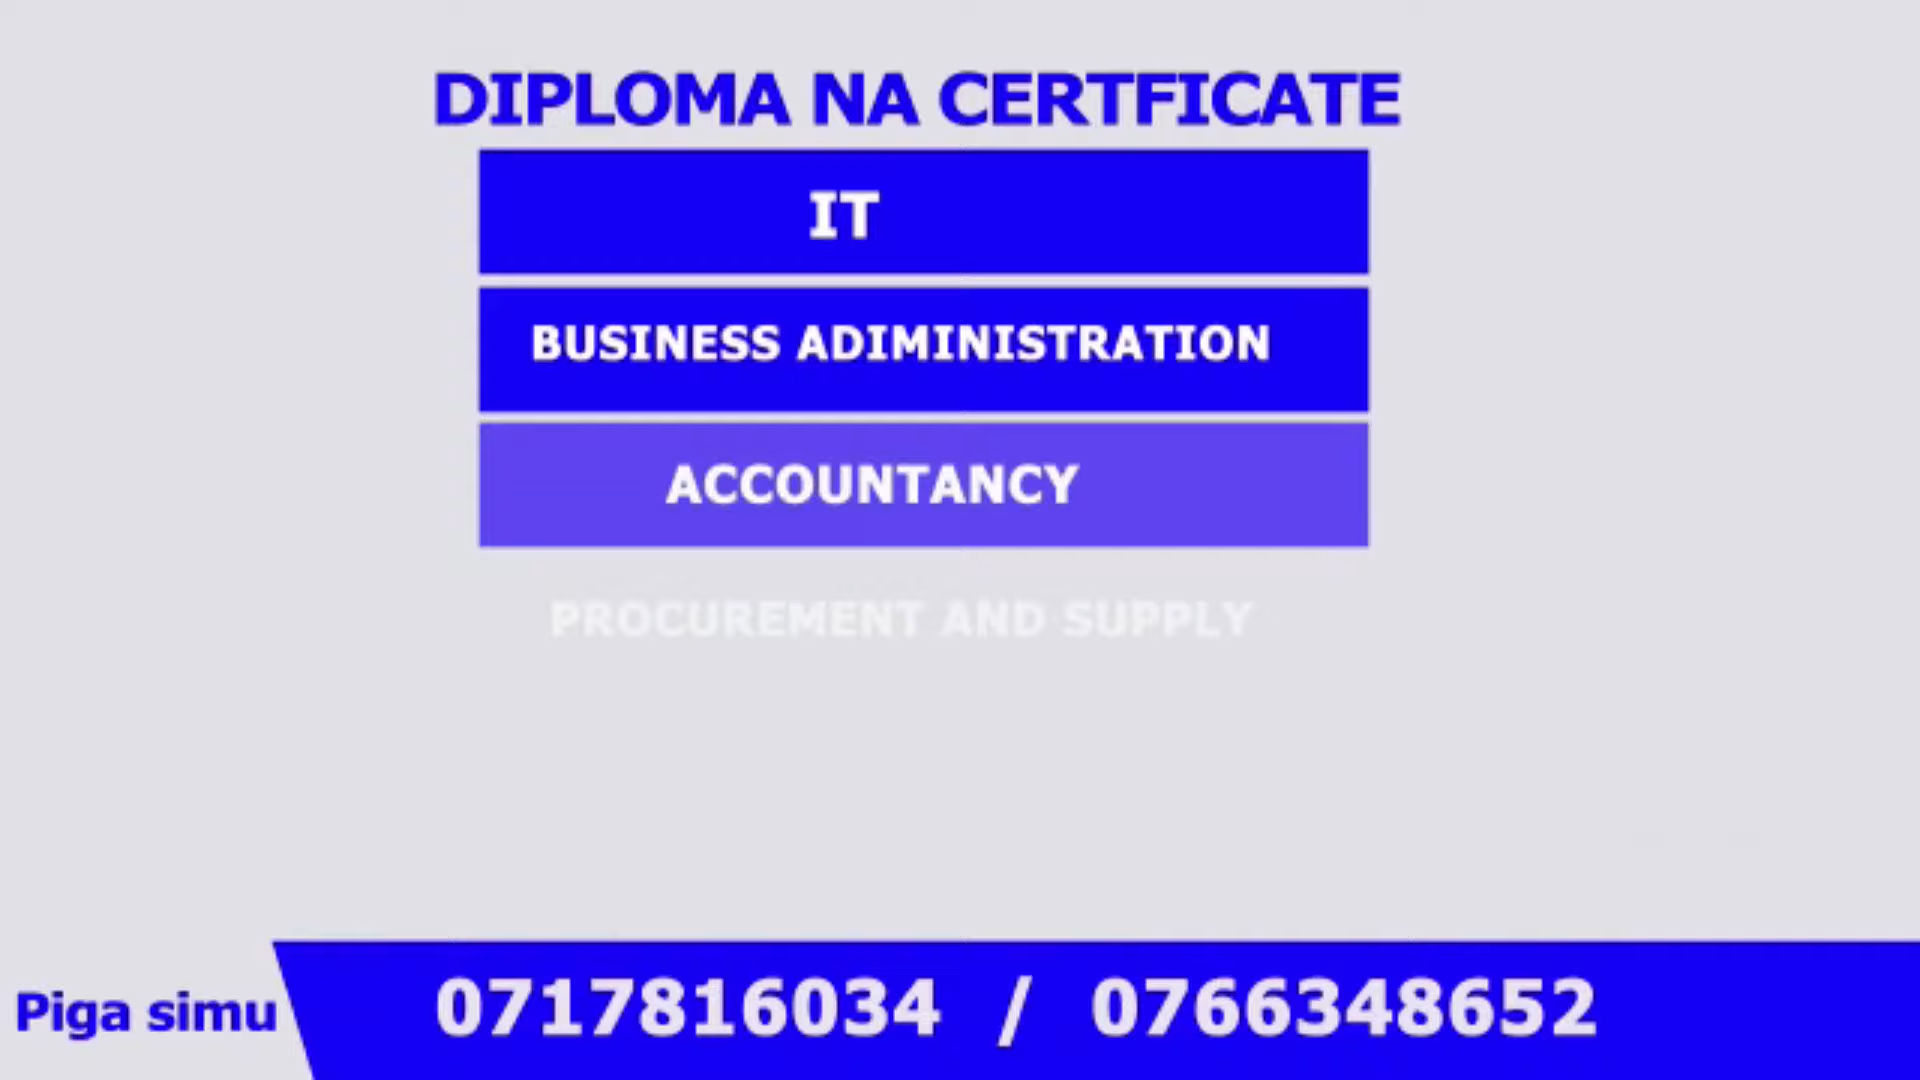 DIPLOMA NA CERTFICATE
IT
BUSINESS ADIMINISTRATION
ACCOUNTANCY
PROCUREMENT AND SUPPLY
Piga simu 0717816034 / 0766348652